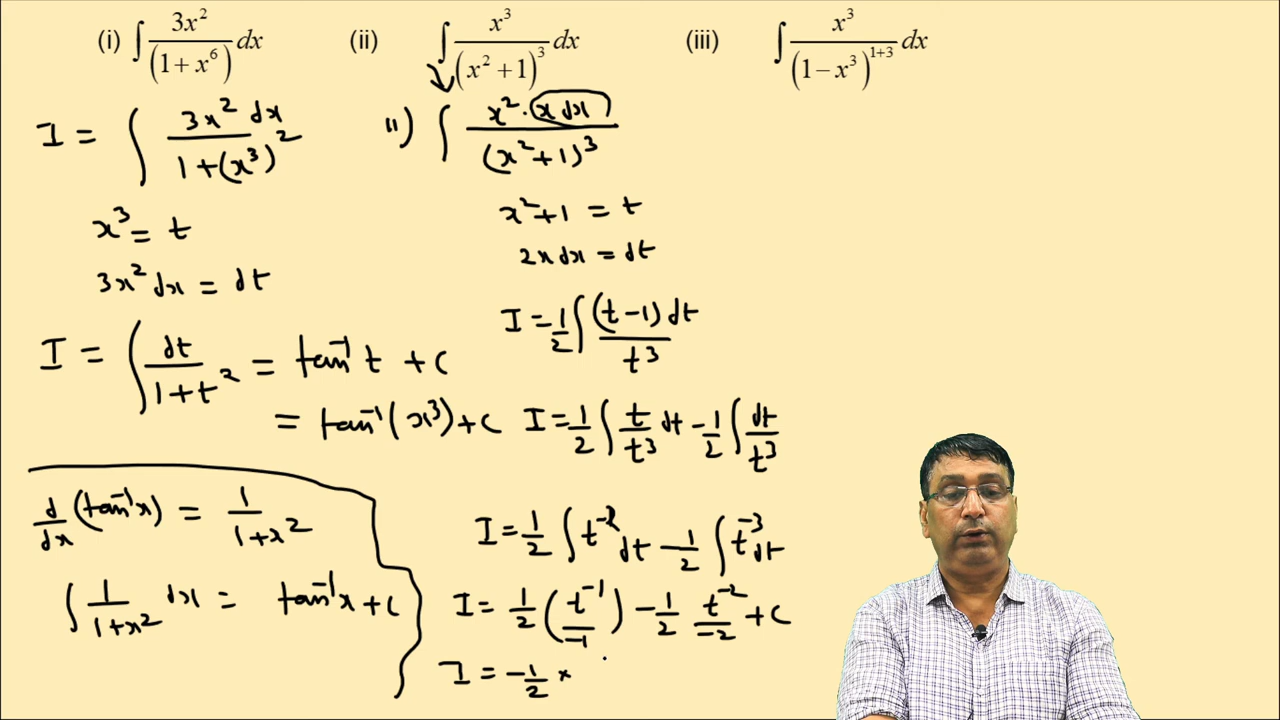 (i) ∫ 3x²/(1+x⁶) dx (ii) ∫ x³/(x²+1)³ dx (iii) ∫ x³/(1−x³)¹⁺³ dx
I = ∫ 3x² dx / 1+(x³)²
x³ = t
3x² dx = dt
I = ∫ dt/1+t² = tan⁻¹ t + c
= tan⁻¹(x³) + c
d/dx (tan⁻¹x) = 1/1+x²
∫ 1/1+x² dx = tan⁻¹x + c
ii) ∫ x²·x dx / (x²+1)³
x²+1 = t
2x dx = dt
I = 1/2 ∫ (t−1) dt / t³
I = 1/2 ∫ t/t³ dt − 1/2 ∫ dt/t³
I = 1/2 ∫ t⁻² dt − 1/2 ∫ t⁻³ dt
I = 1/2 (t⁻¹/−1) − 1/2 t⁻²/−2 + c
I = −1/2 ×